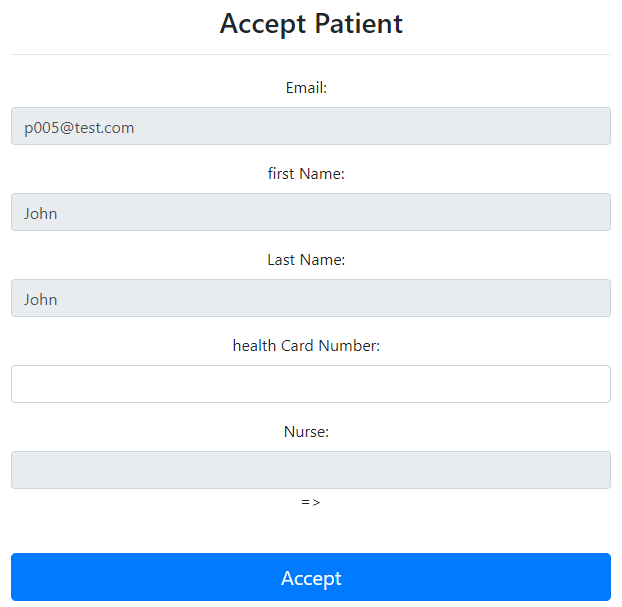 Accept Patient
Email:
p005@test.com
first Name:
John
Last Name:
John
health Card Number:
Nurse:
=>
Accept